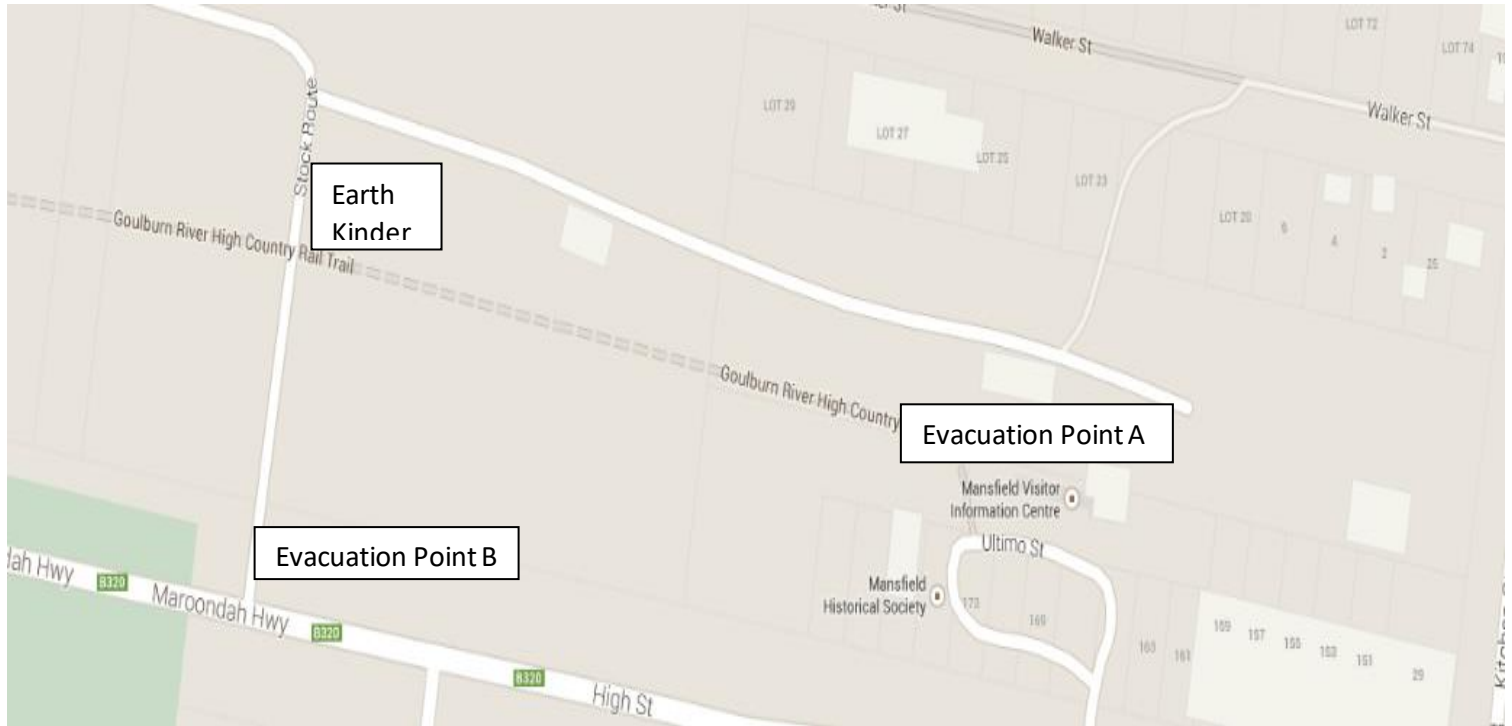 Walker St
LOT 72
LOT 74
LOT 29
LOT 27
LOT 25
LOT 23
Walker St
Stock Route
Earth
Kinder
LOT 20
6
4
2
26
Goulburn River High Country Rail Trail
Goulburn River High Country
Evacuation Point A
Mansfield Visitor
Information Centre
Ultimo St
Evacuation Point B
Mansfield
Historical Society
173
169
163
161
159
157
155
153
151
29
B320
Maroondah Hwy
B320
B320
High St